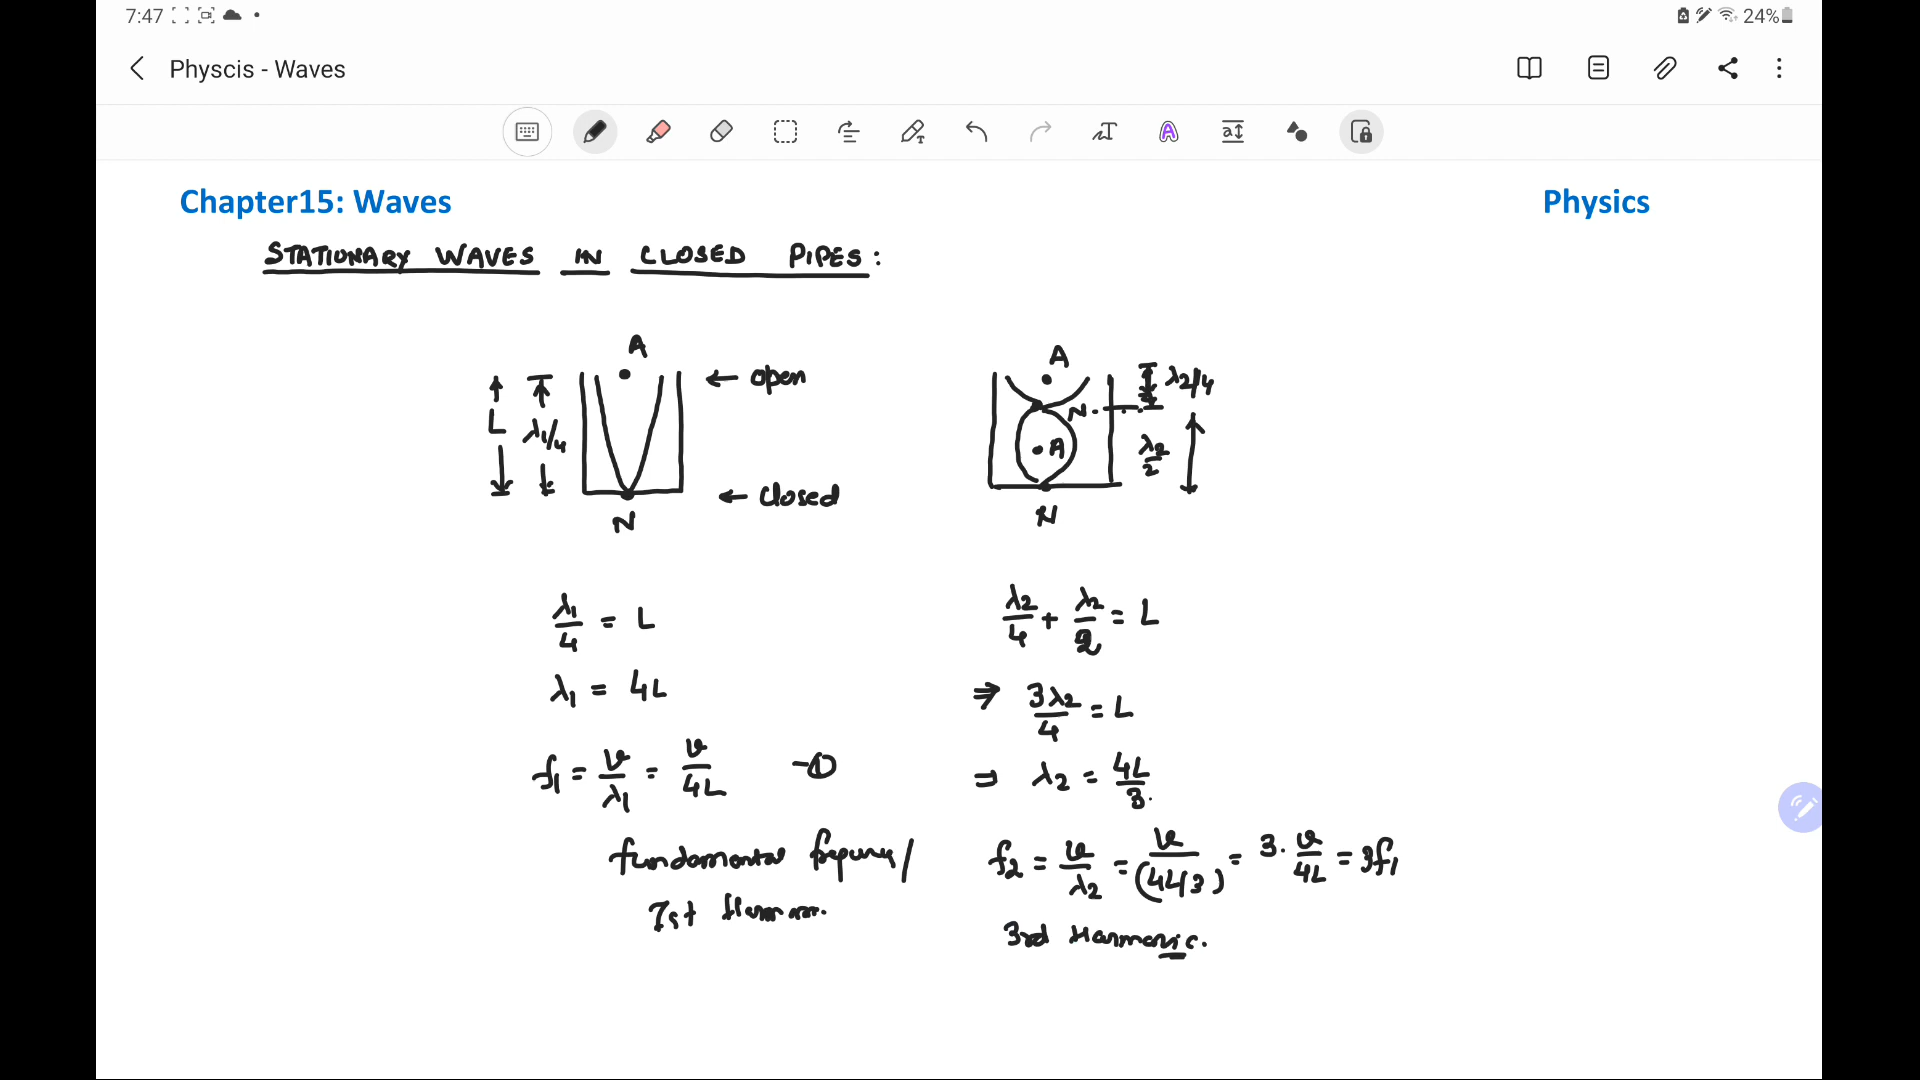 7:47 24%
Physcis - Waves
Chapter15: Waves Physics
STATIONARY WAVES IN CLOSED PIPES:
A ← open
L λ₁/4
← closed
N
A λ₂/4
N
A λ₂/2
N
λ₁/4 = L
λ₁ = 4L
f₁ = v/λ₁ = v/4L -①
fundamental /
1st
λ₂/4 + λ₂/2 = L
⇒ 3λ₂/4 = L
⇒ λ₂ = 4L/3.
f₂ = v/λ₂ = v/(4L/3) = 3·v/4L = 3f₁
3rd Harmonic.